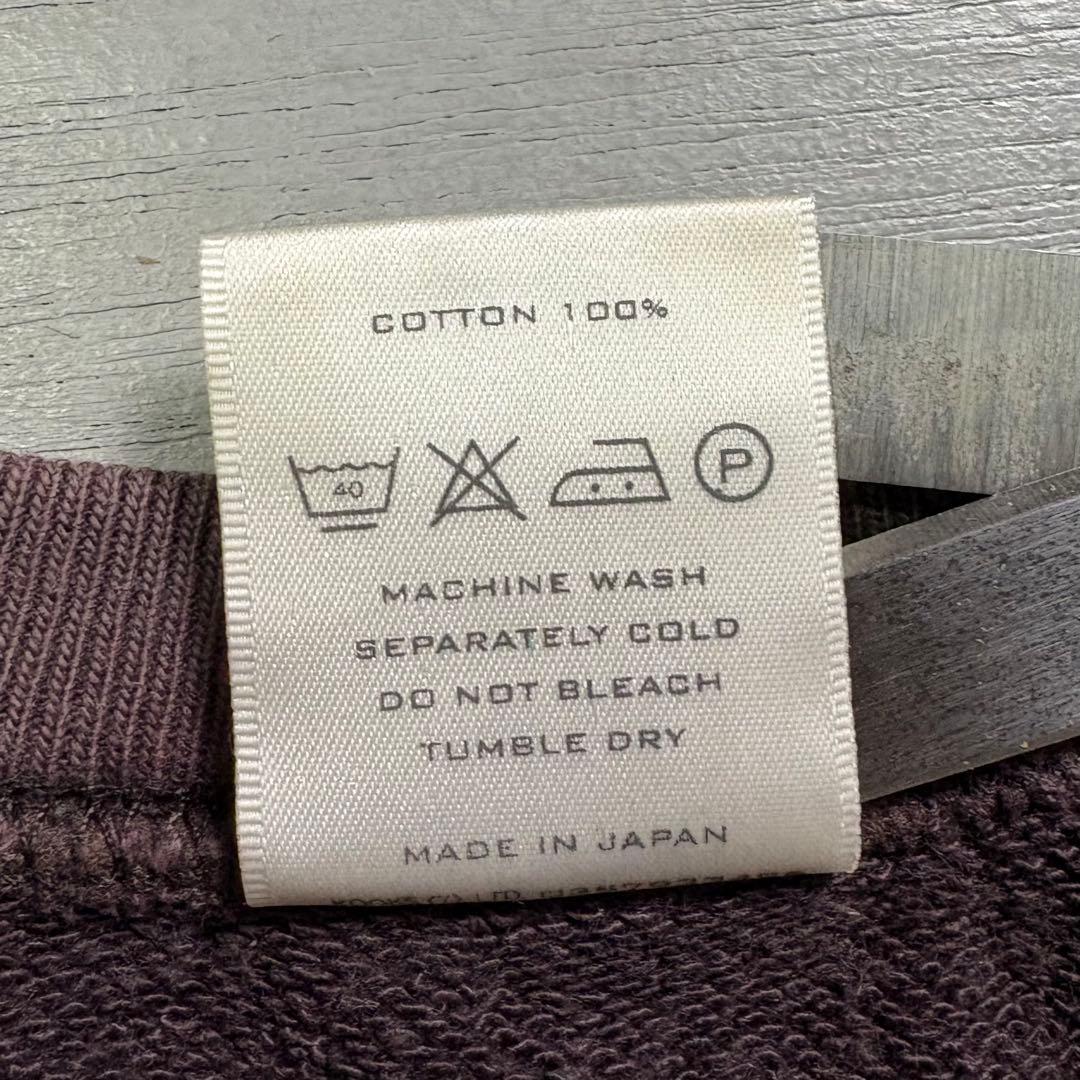 COTTON 100%
40
P
MACHINE WASH
SEPARATELY COLD
DO NOT BLEACH
TUMBLE DRY
MADE IN JAPAN